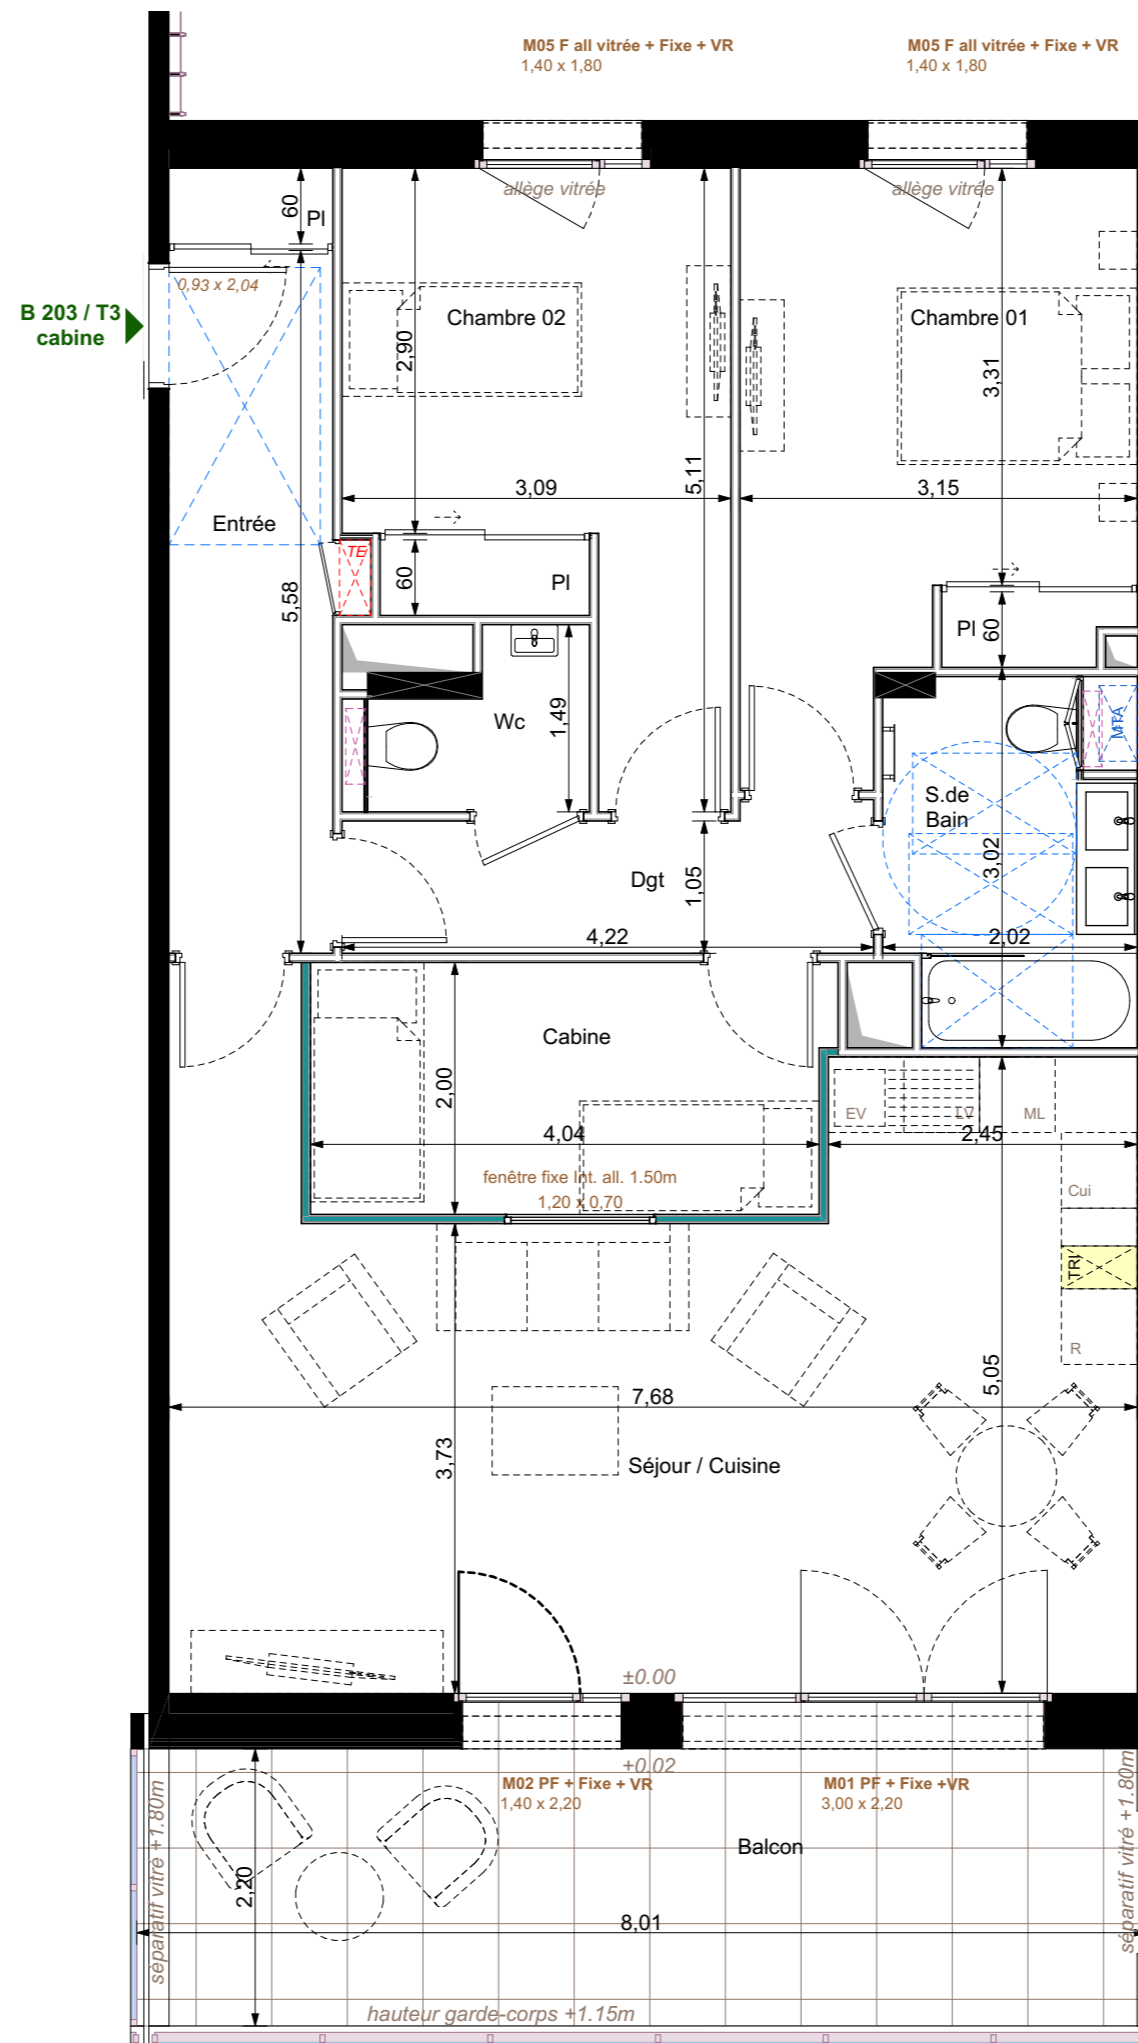 M05 F all vitrée + Fixe + VR
1,40 x 1,80
M05 F all vitrée + Fixe + VR
1,40 x 1,80
allège vitrée
allège vitrée
60
Pl
0,93 x 2,04
B 203 / T3
cabine
Chambre 02
Chambre 01
2,90
3,31
5,11
3,09
3,15
Entrée
TE
60
Pl
5,58
Pl
60
Wc
1,49
MTA
S.de
Bain
3,02
Dgt
1,05
4,22
2,02
Cabine
2,00
4,04
EV
LV
ML
2,45
fenêtre fixe Int. all. 1.50m
1,20 x 0,70
Cui
TRI
R
5,05
7,68
3,73
Séjour / Cuisine
±0.00
+0.02
M02 PF + Fixe + VR
1,40 x 2,20
M01 PF + Fixe +VR
3,00 x 2,20
séparatif vitré +1.80m
séparatif vitré +1.80m
Balcon
2,20
8,01
hauteur garde-corps +1.15m